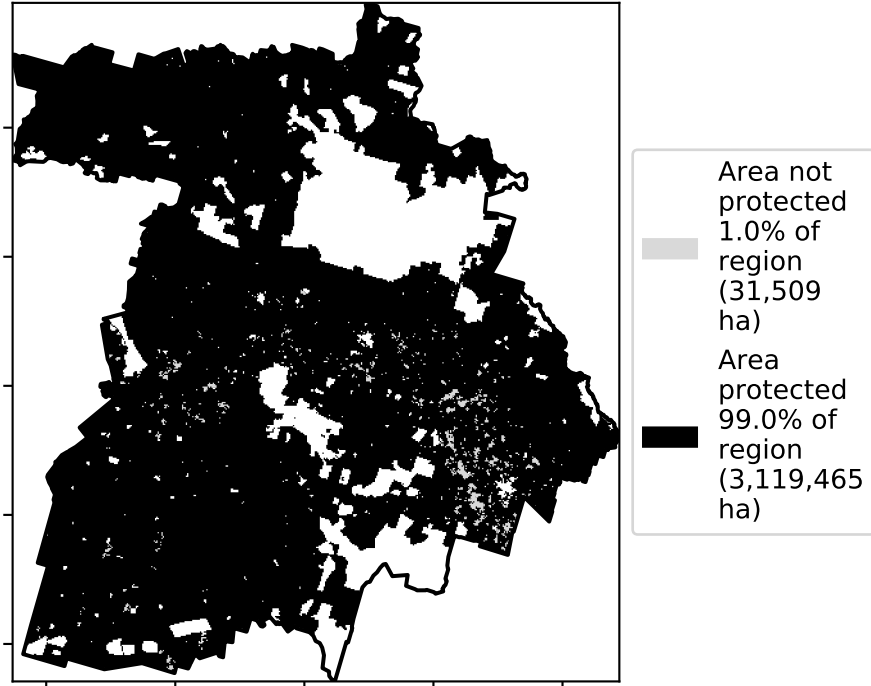 Area not
protected
1.0% of
region
(31,509
ha)
Area
protected
99.0% of
region
(3,119,465
ha)